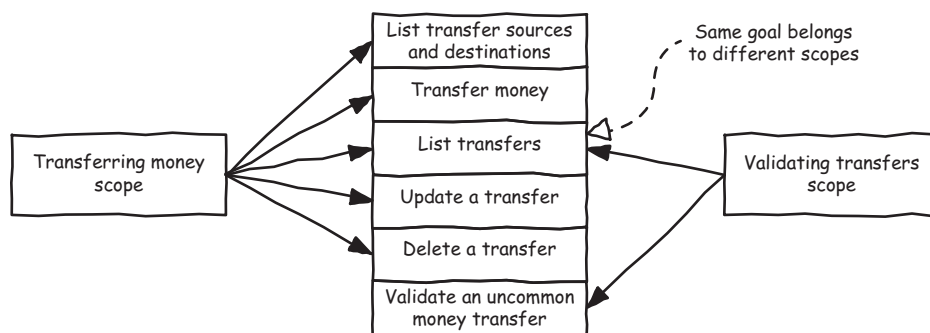 List transfer sources
and destinations
Transfer money
List transfers
Update a transfer
Delete a transfer
Validate an uncommon
money transfer
Transferring money
scope
Same goal belongs
to different scopes
Validating transfers
scope